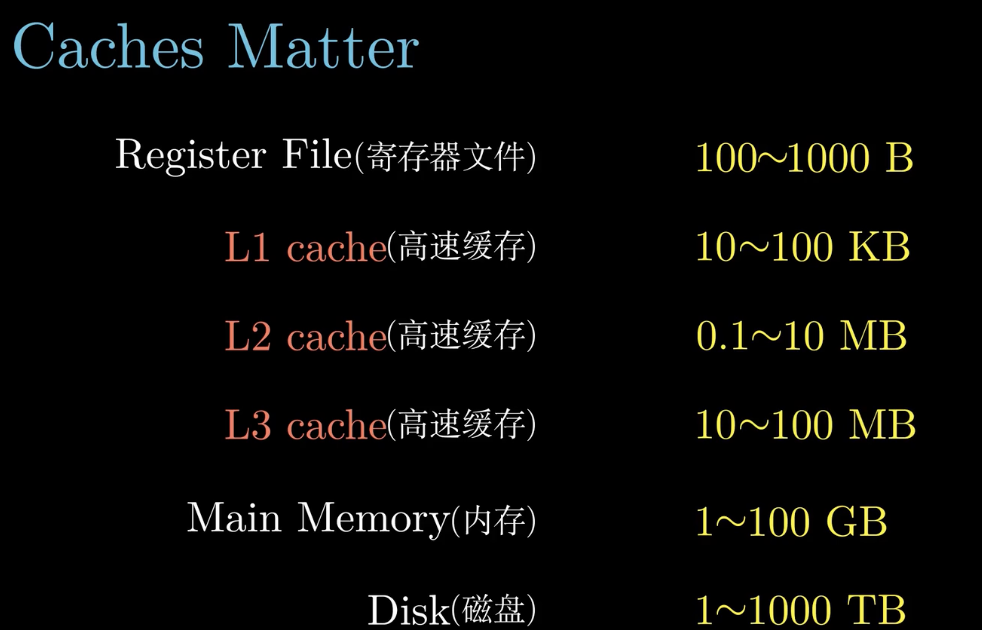 Caches Matter
Register File(寄存器文件) 100~1000 B
L1 cache(高速缓存) 10~100 KB
L2 cache(高速缓存) 0.1~10 MB
L3 cache(高速缓存) 10~100 MB
Main Memory(内存) 1~100 GB
Disk(磁盘) 1~1000 TB